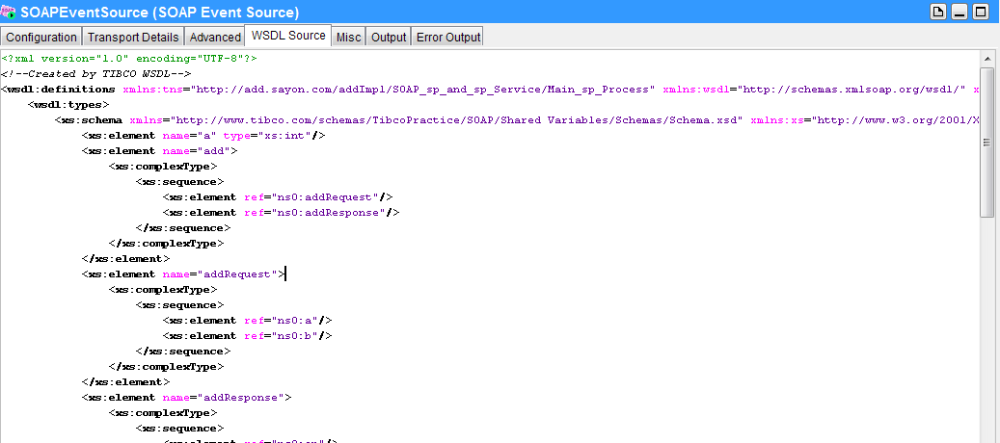 SOAPEventSource (SOAP Event Source)
Configuration Transport Details Advanced WSDL Source Misc Output Error Output
<?xml version="1.0" encoding="UTF-8"?>
<!--Created by TIBCO WSDL-->
<wsdl:definitions xmlns:tns="http://add.sayon.com/addImpl/SOAP_sp_and_sp_Service/Main_sp_Process" xmlns:wsdl="http://schemas.xmlsoap.org/wsdl/" x
<wsdl:types>
<xs:schema xmlns="http://www.tibco.com/schemas/TibcoPractice/SOAP/Shared Variables/Schemas/Schema.xsd" xmlns:xs="http://www.w3.org/2001/X
<xs:element name="a" type="xs:int"/>
<xs:element name="add">
<xs:complexType>
<xs:sequence>
<xs:element ref="ns0:addRequest"/>
<xs:element ref="ns0:addResponse"/>
</xs:sequence>
</xs:complexType>
</xs:element>
<xs:element name="addRequest">
<xs:complexType>
<xs:sequence>
<xs:element ref="ns0:a"/>
<xs:element ref="ns0:b"/>
</xs:sequence>
</xs:complexType>
</xs:element>
<xs:element name="addResponse">
<xs:complexType>
<xs:sequence>